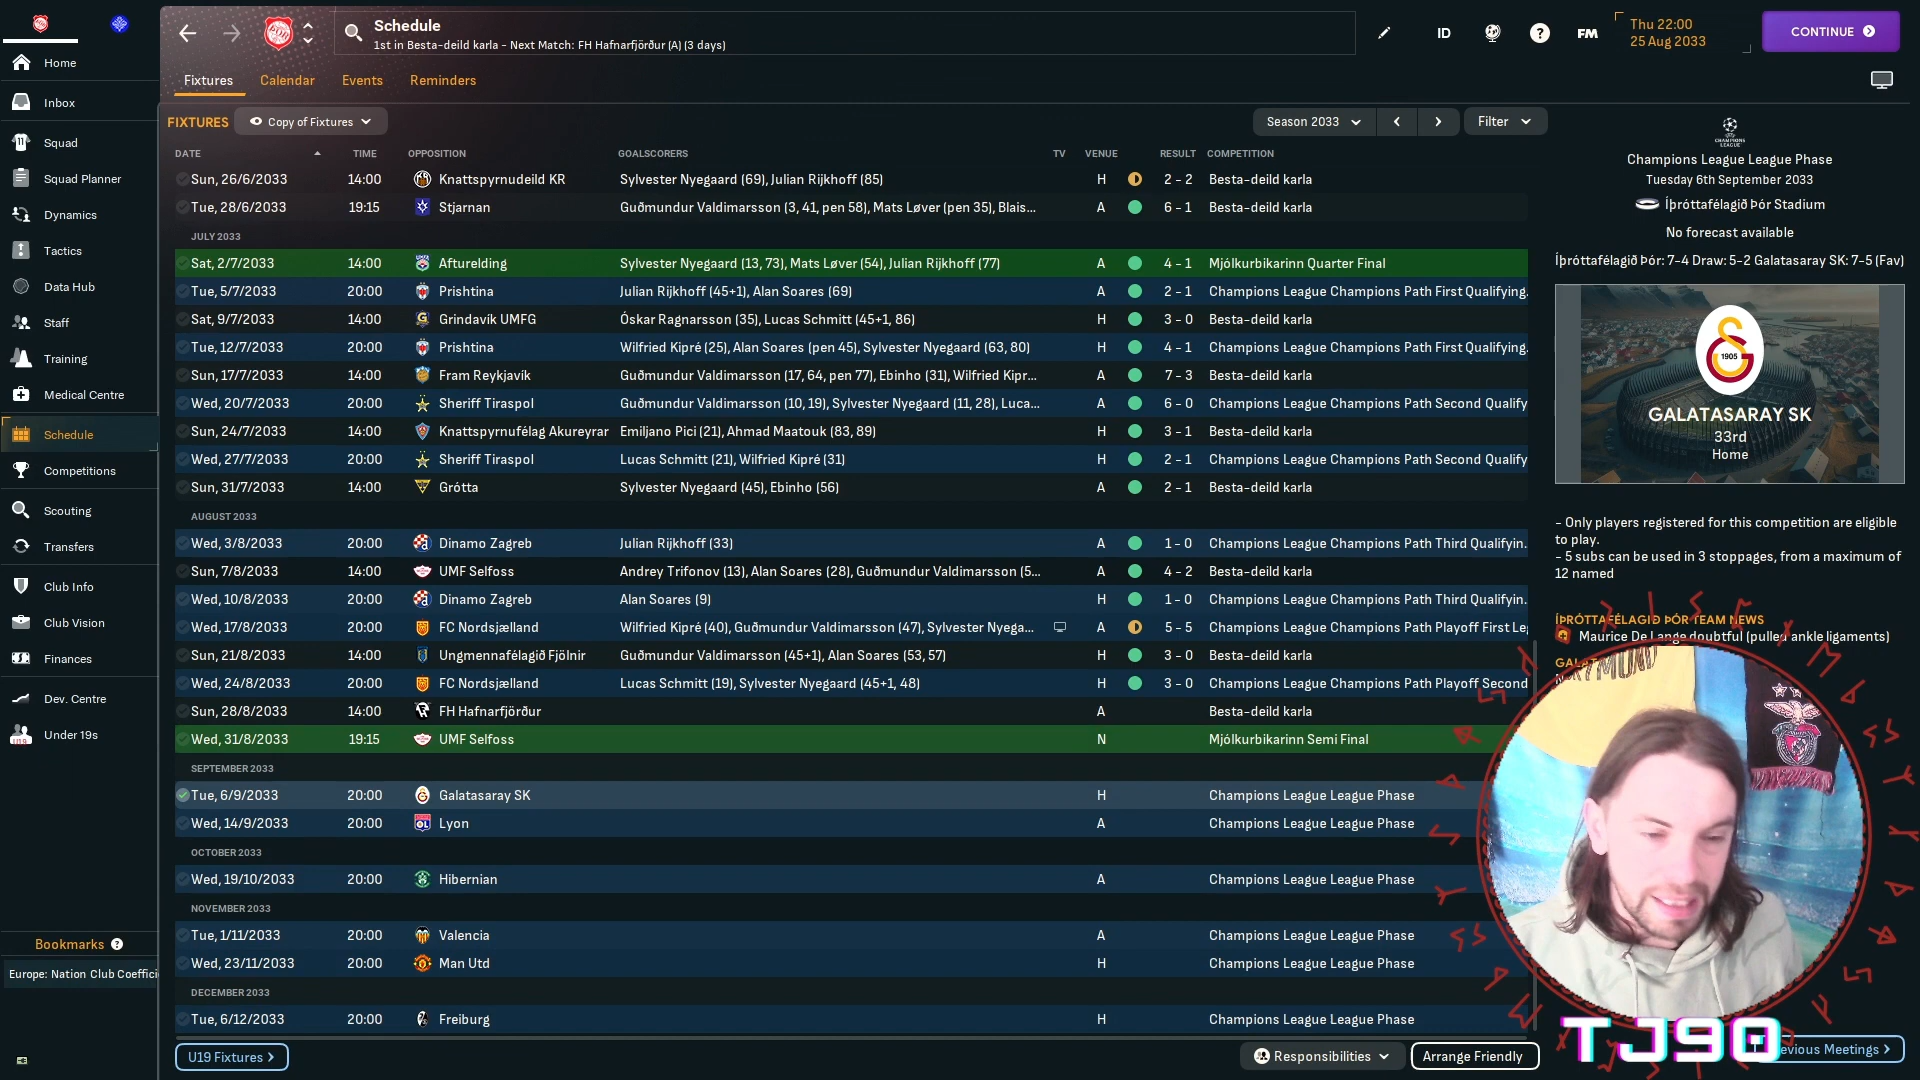 Schedule
1st in Besta-deild karla - Next Match: FH Hafnarfjörður (A) (3 days)
ID
FM
Thu 22:00
25 Aug 2033
CONTINUE
Home
Inbox
Squad
Squad Planner
Dynamics
Tactics
Data Hub
Staff
Training
Medical Centre
Schedule
Competitions
Scouting
Transfers
Club Info
Club Vision
Finances
Dev. Centre
Under 19s
Bookmarks
Europe: Nation Club Coeffici
Fixtures Calendar Events Reminders
FIXTURES Copy of Fixtures Season 2033 Filter
DATE TIME OPPOSITION GOALSCORERS TV VENUE RESULT COMPETITION
Sun, 26/6/2033 14:00 Knattspyrnudeild KR Sylvester Nyegaard (69), Julian Rijkhoff (85) H 2 - 2 Besta-deild karla
Tue, 28/6/2033 19:15 Stjarnan Guðmundur Valdimarsson (3, 41, pen 58), Mats Løver (pen 35), Blais... A 6 - 1 Besta-deild karla
JULY 2033
Sat, 2/7/2033 14:00 Afturelding Sylvester Nyegaard (13, 73), Mats Løver (54), Julian Rijkhoff (77) A 4 - 1 Mjólkurbikarinn Quarter Final
Tue, 5/7/2033 20:00 Prishtina Julian Rijkhoff (45+1), Alan Soares (69) A 2 - 1 Champions League Champions Path First Qualifying.
Sat, 9/7/2033 14:00 Grindavík UMFG Óskar Ragnarsson (35), Lucas Schmitt (45+1, 86) H 3 - 0 Besta-deild karla
Tue, 12/7/2033 20:00 Prishtina Wilfried Kipré (25), Alan Soares (pen 45), Sylvester Nyegaard (63, 80) H 4 - 1 Champions League Champions Path First Qualifying.
Sun, 17/7/2033 14:00 Fram Reykjavík Guðmundur Valdimarsson (17, 64, pen 77), Ebinho (31), Wilfried Kipr... A 7 - 3 Besta-deild karla
Wed, 20/7/2033 20:00 Sheriff Tiraspol Guðmundur Valdimarsson (10, 19), Sylvester Nyegaard (11, 28), Luca... A 6 - 0 Champions League Champions Path Second Qualify
Sun, 24/7/2033 14:00 Knattspyrnufélag Akureyrar Emiljano Pici (21), Ahmad Maatouk (83, 89) H 3 - 1 Besta-deild karla
Wed, 27/7/2033 20:00 Sheriff Tiraspol Lucas Schmitt (21), Wilfried Kipré (31) H 2 - 1 Champions League Champions Path Second Qualify
Sun, 31/7/2033 14:00 Grótta Sylvester Nyegaard (45), Ebinho (56) H 2 - 1 Besta-deild karla
AUGUST 2033
Wed, 3/8/2033 20:00 Dinamo Zagreb Julian Rijkhoff (33) A 1 - 0 Champions League Champions Path Third Qualifyin.
Sun, 7/8/2033 14:00 UMF Selfoss Andrey Trifonov (13), Alan Soares (28), Guðmundur Valdimarsson (5... A 4 - 2 Besta-deild karla
Wed, 10/8/2033 20:00 Dinamo Zagreb Alan Soares (9) H 1 - 0 Champions League Champions Path Third Qualifyin.
Wed, 17/8/2033 20:00 FC Nordsjælland Wilfried Kipré (40), Guðmundur Valdimarsson (47), Sylvester Nyega... A 5 - 5 Champions League Champions Path Playoff First Leg
Sun, 21/8/2033 14:00 Ungmennafélagið Fjölnir Guðmundur Valdimarsson (45+1), Alan Soares (53, 57) H 3 - 0 Besta-deild karla
Wed, 24/8/2033 20:00 FC Nordsjælland Lucas Schmitt (19), Sylvester Nyegaard (45+1, 48) H 3 - 0 Champions League Champions Path Playoff Second
Sun, 28/8/2033 14:00 FH Hafnarfjörður A Besta-deild karla
Wed, 31/8/2033 19:15 UMF Selfoss N Mjólkurbikarinn Semi Final
SEPTEMBER 2033
Tue, 6/9/2033 20:00 Galatasaray SK H Champions League League Phase
Wed, 14/9/2033 20:00 Lyon A Champions League League Phase
OCTOBER 2033
Wed, 19/10/2033 20:00 Hibernian A Champions League League Phase
NOVEMBER 2033
Tue, 1/11/2033 20:00 Valencia A Champions League League Phase
Wed, 23/11/2033 20:00 Man Utd H Champions League League Phase
DECEMBER 2033
Tue, 6/12/2033 20:00 Freiburg H Champions League League Phase
U19 Fixtures Responsibilities Arrange Friendly
CHAMPIONS
LEAGUE
Champions League League Phase
Tuesday 6th September 2033
Íþróttafélagið Þór Stadium
No forecast available
Íþróttafélagið Þór: 7-4 Draw: 5-2 Galatasaray SK: 7-5 (Fav)
1905
GALATASARAY SK
33rd
Home
- Only players registered for this competition are eligible
to play.
- 5 subs can be used in 3 stoppages, from a maximum of
12 named
ÍÞRÓTTAFÉLAGIÐ ÞÓR TEAM NEWS
Maurice De Lange doubtful (pulled ankle ligaments)
TJ90
evious Meetings